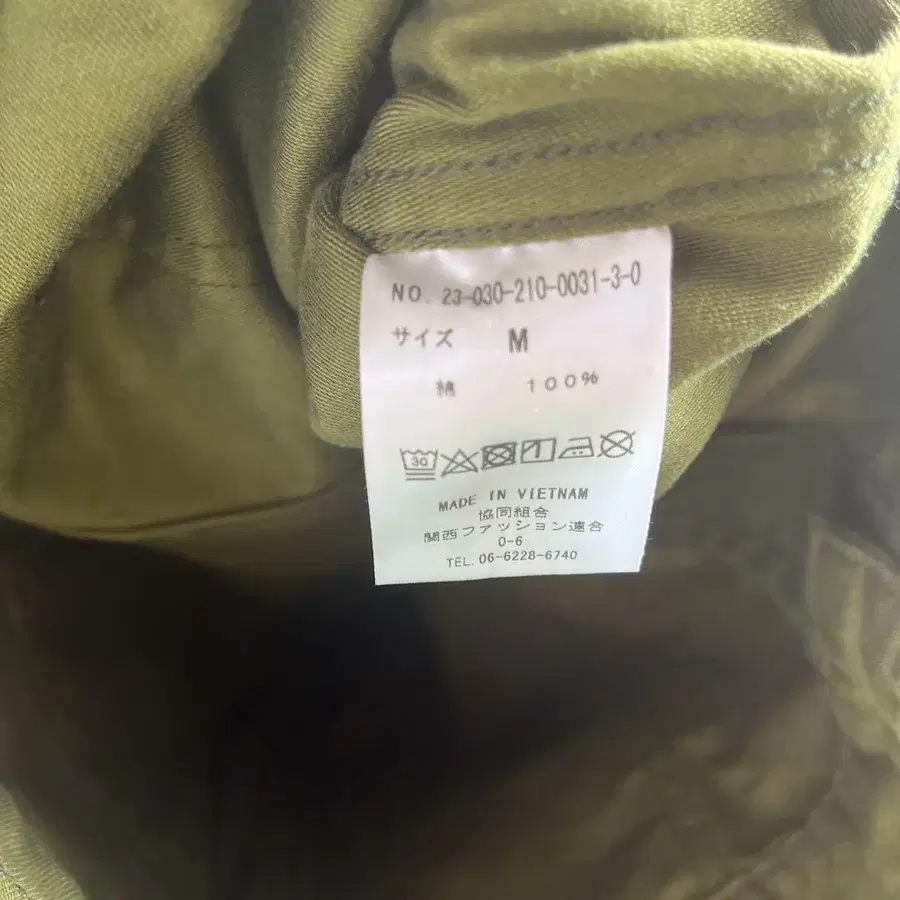 NO. 23-030-210-0031-3-0
サイズ M
綿 100%
30
MADE IN VIETNAM
協同組合
関西ファッション連合
0-6
TEL. 06-6228-6740